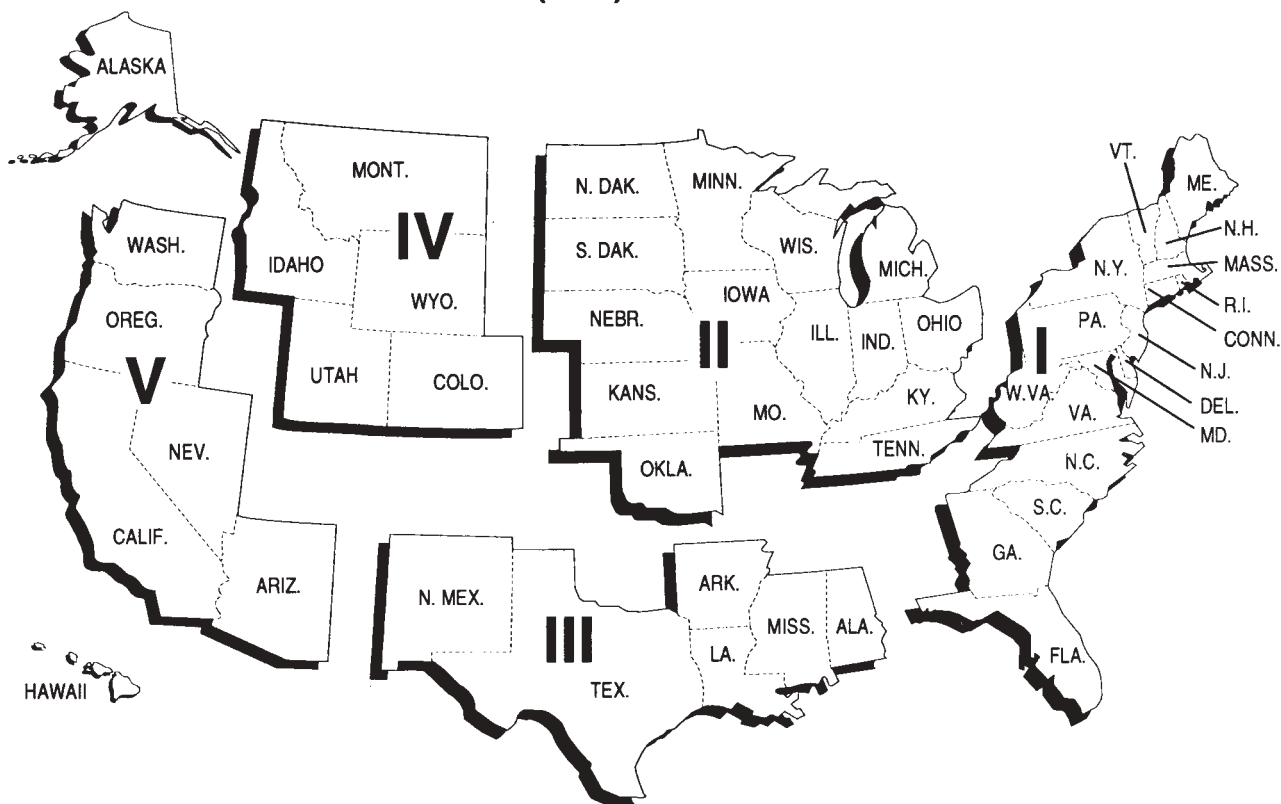 ALASKA
MONT.
IV
IDAHO
WYO.
UTAH
COLO.
WASH.
OREG.
V
NEV.
CALIF.
ARIZ.
HAWAII
N. DAK.
MINN.
S. DAK.
WIS.
MICH.
NEBR.
IOWA
II
ILL.
IND.
OHIO
KANS.
MO.
KY.
OKLA.
TENN.
VT.
ME.
N.H.
N.Y.
MASS.
R.I.
PA.
CONN.
I
N.J.
W.VA.
DEL.
VA.
MD.
N.C.
S.C.
GA.
FLA.
N. MEX.
ARK.
III
MISS.
ALA.
LA.
TEX.